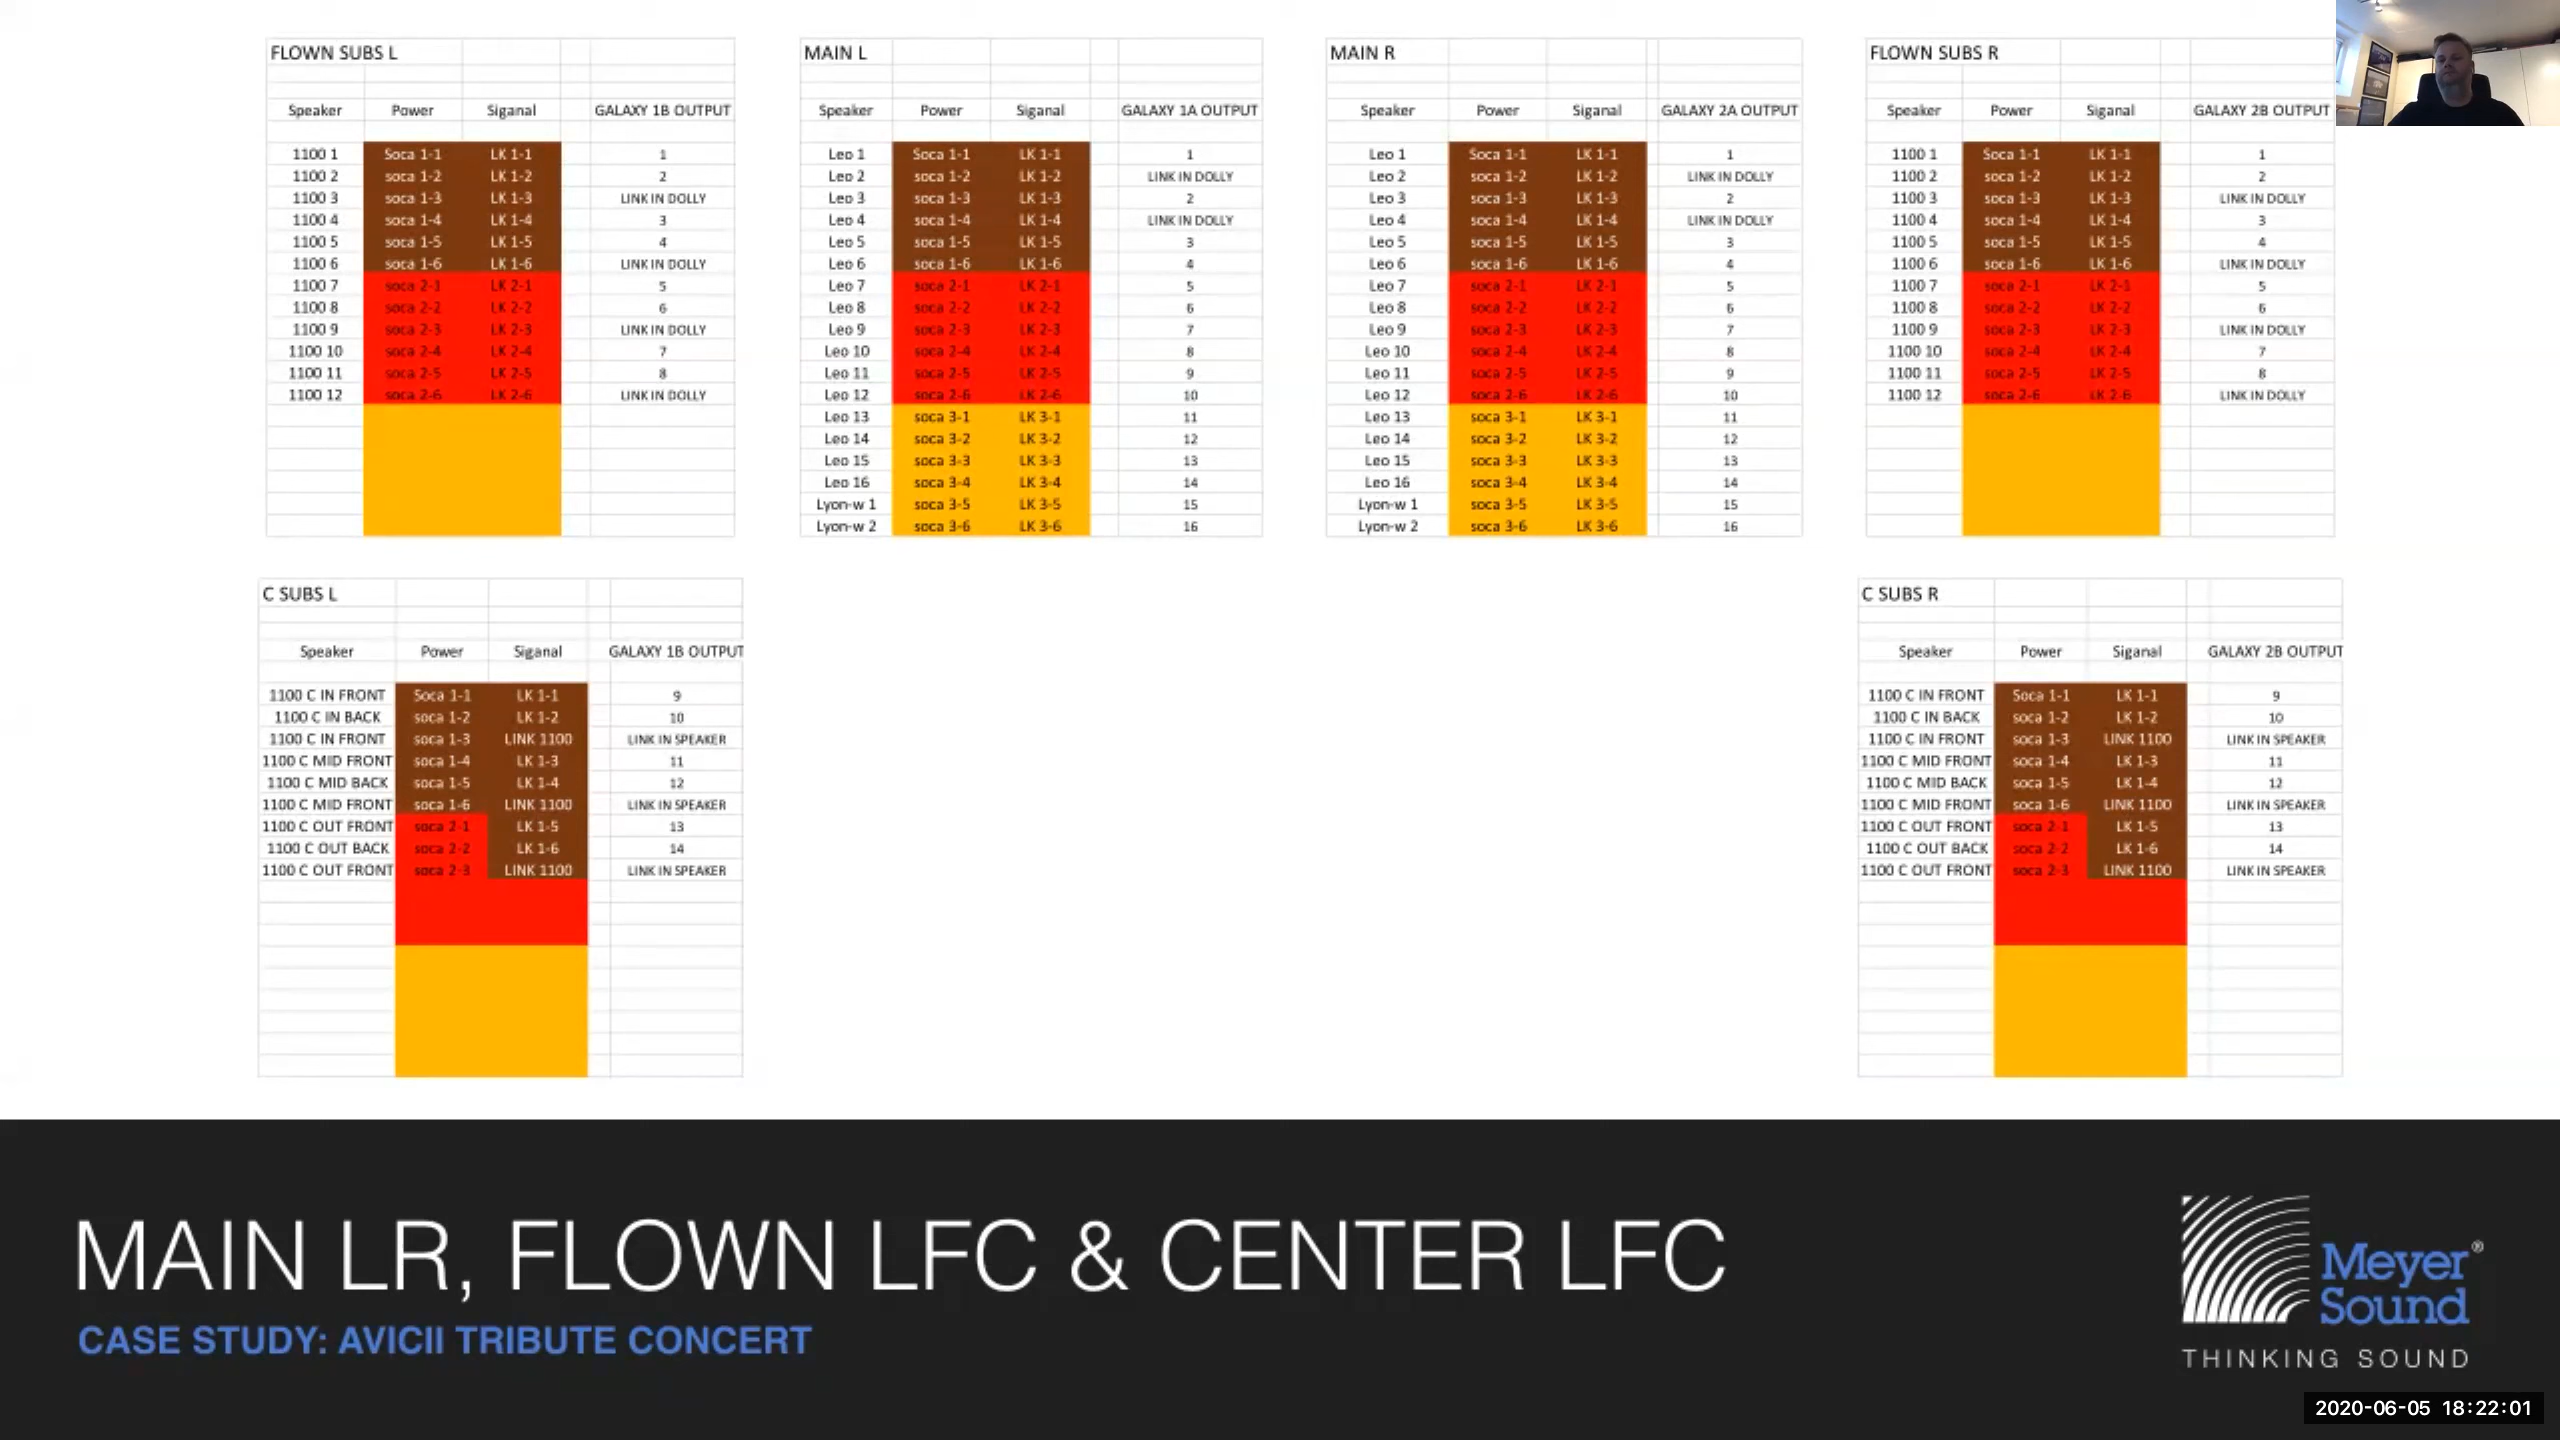 FLOWN SUBS L
Speaker Power Siganal GALAXY 1B OUTPUT
1100 1 Soca 1-1 LK 1-1 1
1100 2 soca 1-2 LK 1-2 2
1100 3 soca 1-3 LK 1-3 LINK IN DOLLY
1100 4 soca 1-4 LK 1-4 3
1100 5 soca 1-5 LK 1-5 4
1100 6 soca 1-6 LK 1-6 LINK IN DOLLY
1100 7 soca 2-1 LK 2-1 5
1100 8 soca 2-2 LK 2-2 6
1100 9 soca 2-3 LK 2-3 LINK IN DOLLY
1100 10 soca 2-4 LK 2-4 7
1100 11 soca 2-5 LK 2-5 8
1100 12 soca 2-6 LK 2-6 LINK IN DOLLY
MAIN L
Speaker Power Siganal GALAXY 1A OUTPUT
Leo 1 Soca 1-1 LK 1-1 1
Leo 2 soca 1-2 LK 1-2 LINK IN DOLLY
Leo 3 soca 1-3 LK 1-3 2
Leo 4 soca 1-4 LK 1-4 LINK IN DOLLY
Leo 5 soca 1-5 LK 1-5 3
Leo 6 soca 1-6 LK 1-6 4
Leo 7 soca 2-1 LK 2-1 5
Leo 8 soca 2-2 LK 2-2 6
Leo 9 soca 2-3 LK 2-3 7
Leo 10 soca 2-4 LK 2-4 8
Leo 11 soca 2-5 LK 2-5 9
Leo 12 soca 2-6 LK 2-6 10
Leo 13 soca 3-1 LK 3-1 11
Leo 14 soca 3-2 LK 3-2 12
Leo 15 soca 3-3 LK 3-3 13
Leo 16 soca 3-4 LK 3-4 14
Lyon-w 1 soca 3-5 LK 3-5 15
Lyon-w 2 soca 3-6 LK 3-6 16
MAIN R
Speaker Power Siganal GALAXY 2A OUTPUT
Leo 1 Soca 1-1 LK 1-1 1
Leo 2 soca 1-2 LK 1-2 LINK IN DOLLY
Leo 3 soca 1-3 LK 1-3 2
Leo 4 soca 1-4 LK 1-4 LINK IN DOLLY
Leo 5 soca 1-5 LK 1-5 3
Leo 6 soca 1-6 LK 1-6 4
Leo 7 soca 2-1 LK 2-1 5
Leo 8 soca 2-2 LK 2-2 6
Leo 9 soca 2-3 LK 2-3 7
Leo 10 soca 2-4 LK 2-4 8
Leo 11 soca 2-5 LK 2-5 9
Leo 12 soca 2-6 LK 2-6 10
Leo 13 soca 3-1 LK 3-1 11
Leo 14 soca 3-2 LK 3-2 12
Leo 15 soca 3-3 LK 3-3 13
Leo 16 soca 3-4 LK 3-4 14
Lyon-w 1 soca 3-5 LK 3-5 15
Lyon-w 2 soca 3-6 LK 3-6 16
FLOWN SUBS R
Speaker Power Siganal GALAXY 2B OUTPUT
1100 1 Soca 1-1 LK 1-1 1
1100 2 soca 1-2 LK 1-2 2
1100 3 soca 1-3 LK 1-3 LINK IN DOLLY
1100 4 soca 1-4 LK 1-4 3
1100 5 soca 1-5 LK 1-5 4
1100 6 soca 1-6 LK 1-6 LINK IN DOLLY
1100 7 soca 2-1 LK 2-1 5
1100 8 soca 2-2 LK 2-2 6
1100 9 soca 2-3 LK 2-3 LINK IN DOLLY
1100 10 soca 2-4 LK 2-4 7
1100 11 soca 2-5 LK 2-5 8
1100 12 soca 2-6 LK 2-6 LINK IN DOLLY
C SUBS L
Speaker Power Siganal GALAXY 1B OUTPUT
1100 C IN FRONT Soca 1-1 LK 1-1 9
1100 C IN BACK soca 1-2 LK 1-2 10
1100 C IN FRONT soca 1-3 LINK 1100 LINK IN SPEAKER
1100 C MID FRONT soca 1-4 LK 1-3 11
1100 C MID BACK soca 1-5 LK 1-4 12
1100 C MID FRONT soca 1-6 LINK 1100 LINK IN SPEAKER
1100 C OUT FRONT soca 2-1 LK 1-5 13
1100 C OUT BACK soca 2-2 LK 1-6 14
1100 C OUT FRONT soca 2-3 LINK 1100 LINK IN SPEAKER
C SUBS R
Speaker Power Siganal GALAXY 2B OUTPUT
1100 C IN FRONT Soca 1-1 LK 1-1 9
1100 C IN BACK soca 1-2 LK 1-2 10
1100 C IN FRONT soca 1-3 LINK 1100 LINK IN SPEAKER
1100 C MID FRONT soca 1-4 LK 1-3 11
1100 C MID BACK soca 1-5 LK 1-4 12
1100 C MID FRONT soca 1-6 LINK 1100 LINK IN SPEAKER
1100 C OUT FRONT soca 2-1 LK 1-5 13
1100 C OUT BACK soca 2-2 LK 1-6 14
1100 C OUT FRONT soca 2-3 LINK 1100 LINK IN SPEAKER
MAIN LR, FLOWN LFC & CENTER LFC
CASE STUDY: AVICII TRIBUTE CONCERT
Meyer®
Sound
THINKING SOUND
2020-06-05 18:22:01